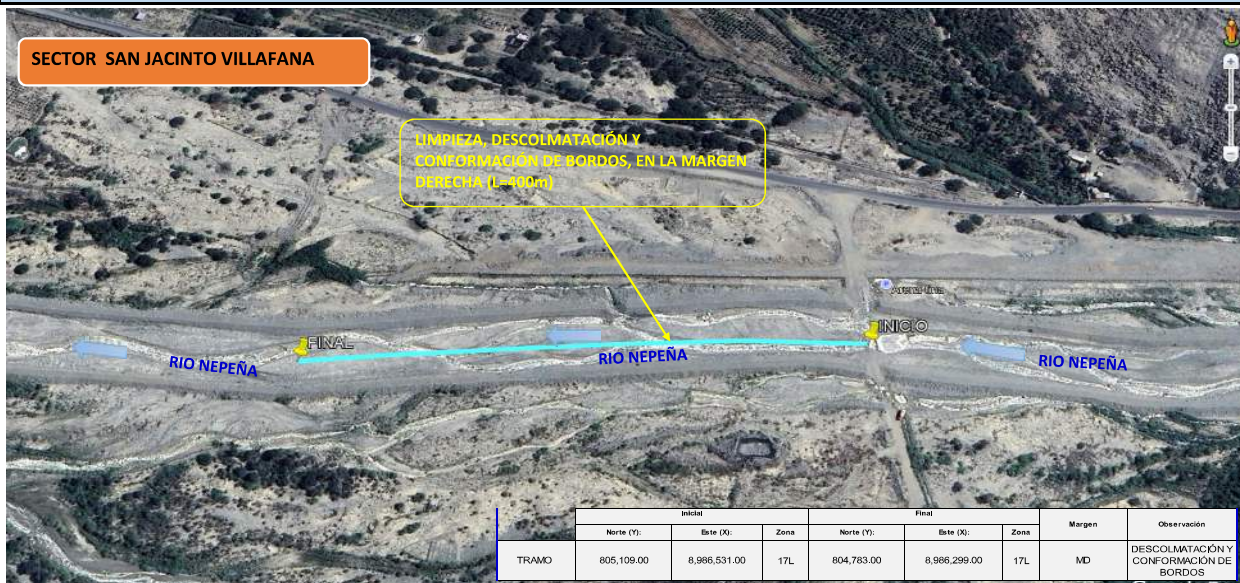 SECTOR SAN JACINTO VILLAFANA
LIMPIEZA, DESCOLMATACIÓN Y
CONFORMACIÓN DE BORDOS, EN LA MARGEN
DERECHA (L=400m)
Arena fina
INICIO
FINAL
RIO NEPEÑA
RIO NEPEÑA
RIO NEPEÑA
Inicial Final Margen Observación
Norte (Y): Este (X): Zona Norte (Y): Este (X): Zona
TRAMO 805,109.00 8,986,531.00 17L 804,783.00 8,986,299.00 17L MD DESCOLMATACIÓN Y
CONFORMACIÓN DE
BORDOS